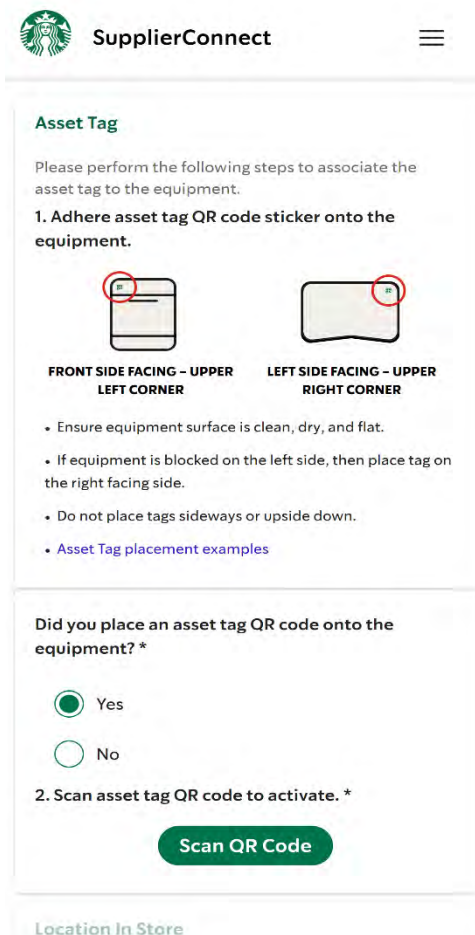 SupplierConnect
Asset Tag
Please perform the following steps to associate the
asset tag to the equipment.
1. Adhere asset tag QR code sticker onto the
equipment.
FRONT SIDE FACING – UPPER
LEFT CORNER
LEFT SIDE FACING – UPPER
RIGHT CORNER
• Ensure equipment surface is clean, dry, and flat.
• If equipment is blocked on the left side, then place tag on
the right facing side.
• Do not place tags sideways or upside down.
• Asset Tag placement examples
Did you place an asset tag QR code onto the
equipment? *
Yes
No
2. Scan asset tag QR code to activate. *
Scan QR Code
Location In Store